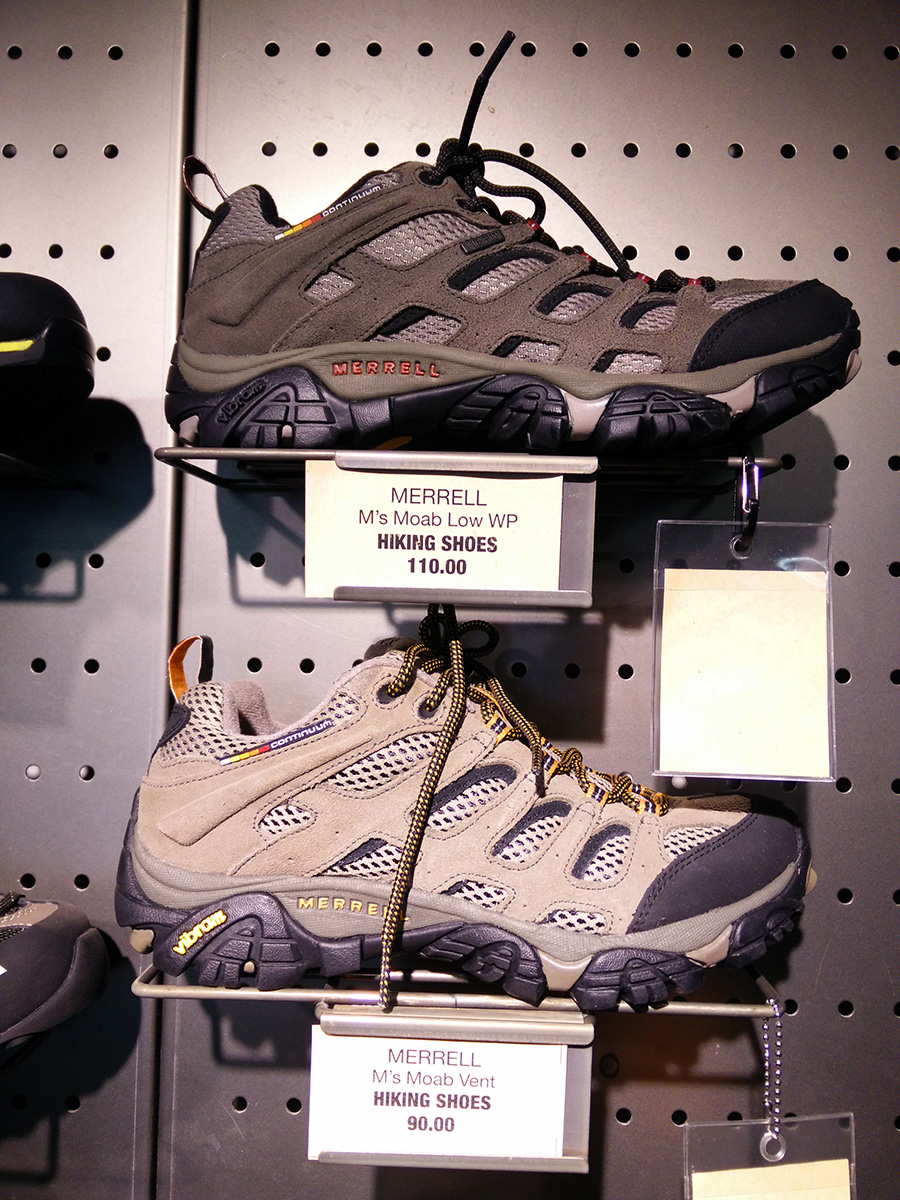 CONTINUUM
MERRELL
vibram
MERRELL
M's Moab Low WP
HIKING SHOES
110.00
CONTINUUM
MERRELL
vibram
MERRELL
M's Moab Vent
HIKING SHOES
90.00